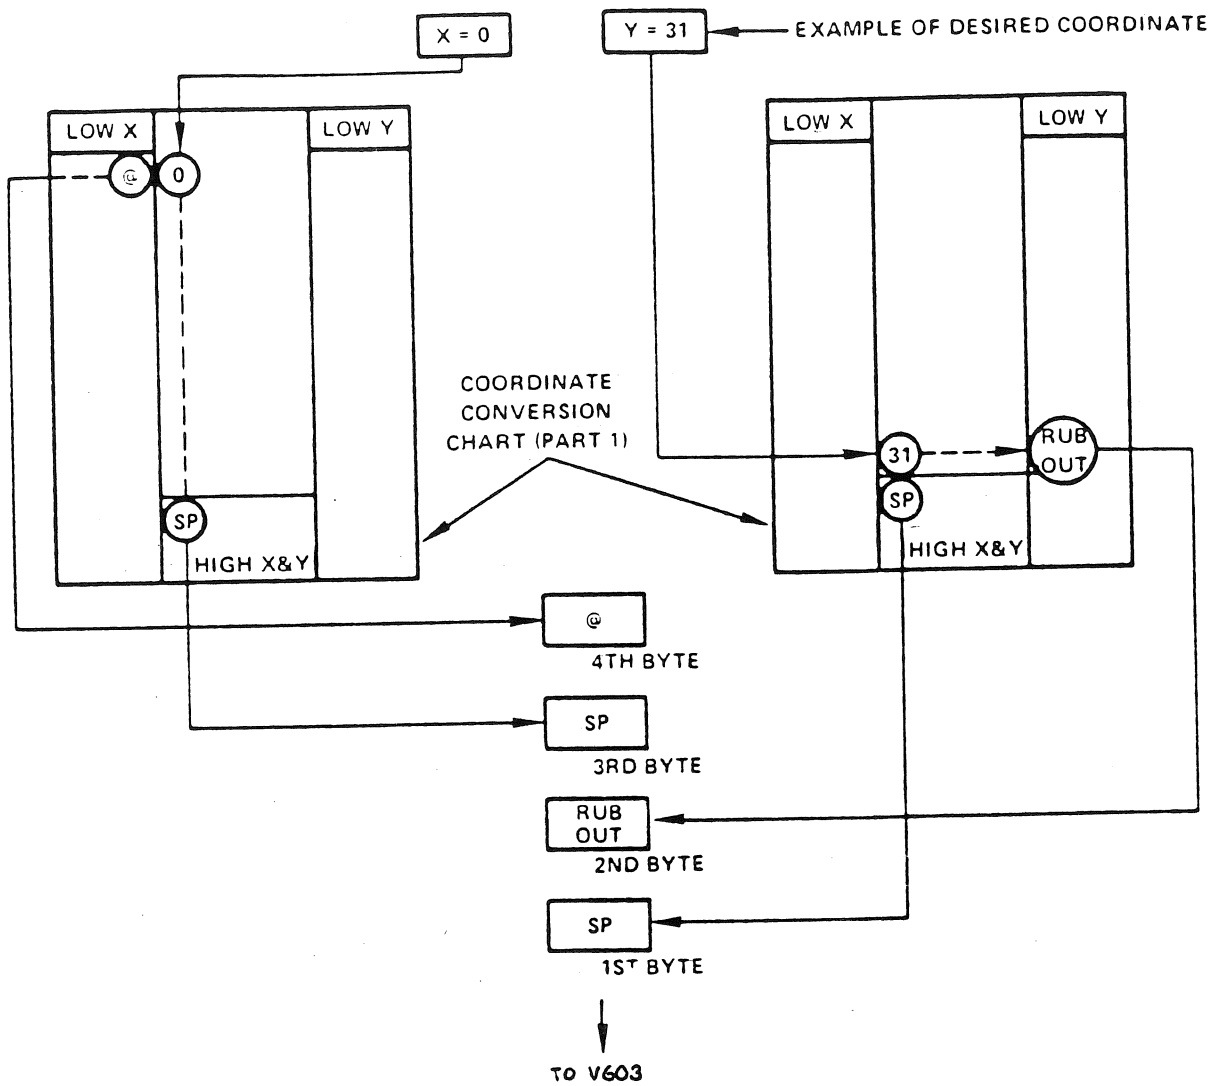 X = 0
Y = 31
EXAMPLE OF DESIRED COORDINATE
LOW X
LOW Y
@
0
SP
HIGH X&Y
LOW X
LOW Y
31
RUB
OUT
SP
HIGH X&Y
COORDINATE
CONVERSION
CHART (PART 1)
@
4TH BYTE
SP
3RD BYTE
RUB
OUT
2ND BYTE
SP
1ST BYTE
TO VG03